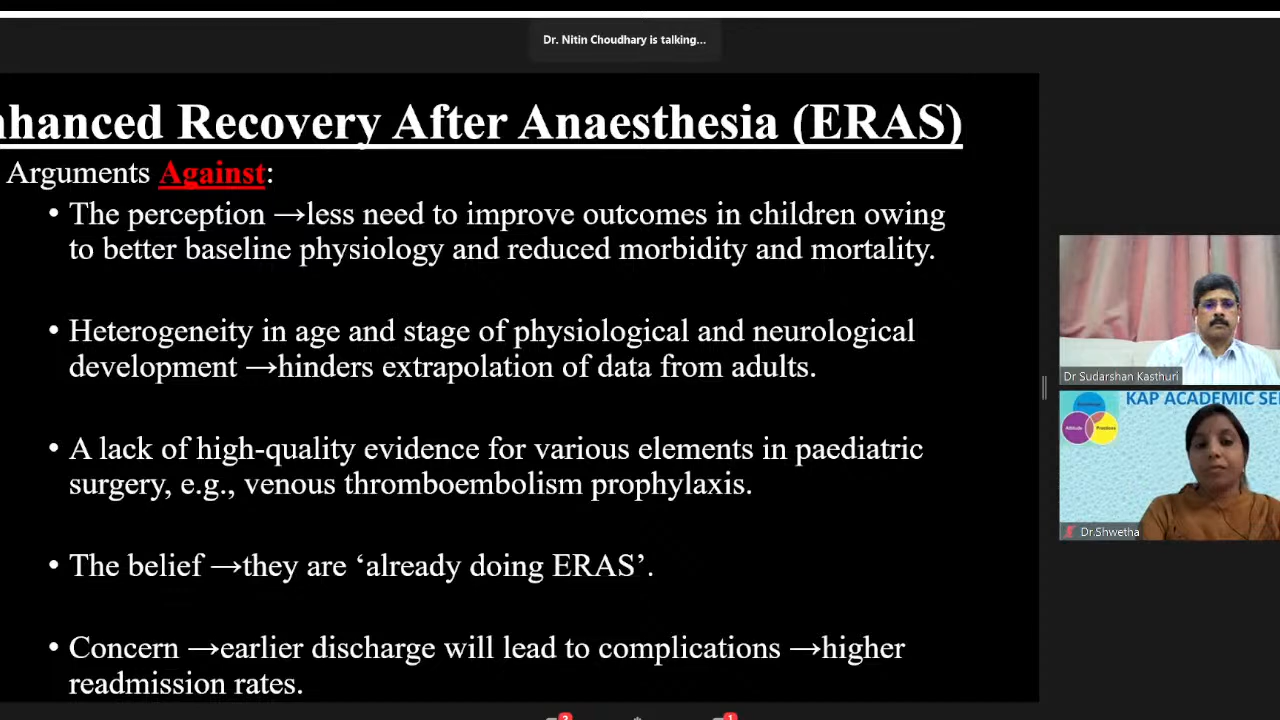 Dr. Nitin Choudhary is talking...
nhanced Recovery After Anaesthesia (ERAS)
Arguments Against:
• The perception →less need to improve outcomes in children owing
to better baseline physiology and reduced morbidity and mortality.
• Heterogeneity in age and stage of physiological and neurological
development →hinders extrapolation of data from adults.
• A lack of high-quality evidence for various elements in paediatric
surgery, e.g., venous thromboembolism prophylaxis.
• The belief →they are ‘already doing ERAS’.
• Concern →earlier discharge will lead to complications →higher
readmission rates.
Dr Sudarshan Kasthuri
KAP ACADEMIC SE
Attitude
Practices
Dr.Shwetha